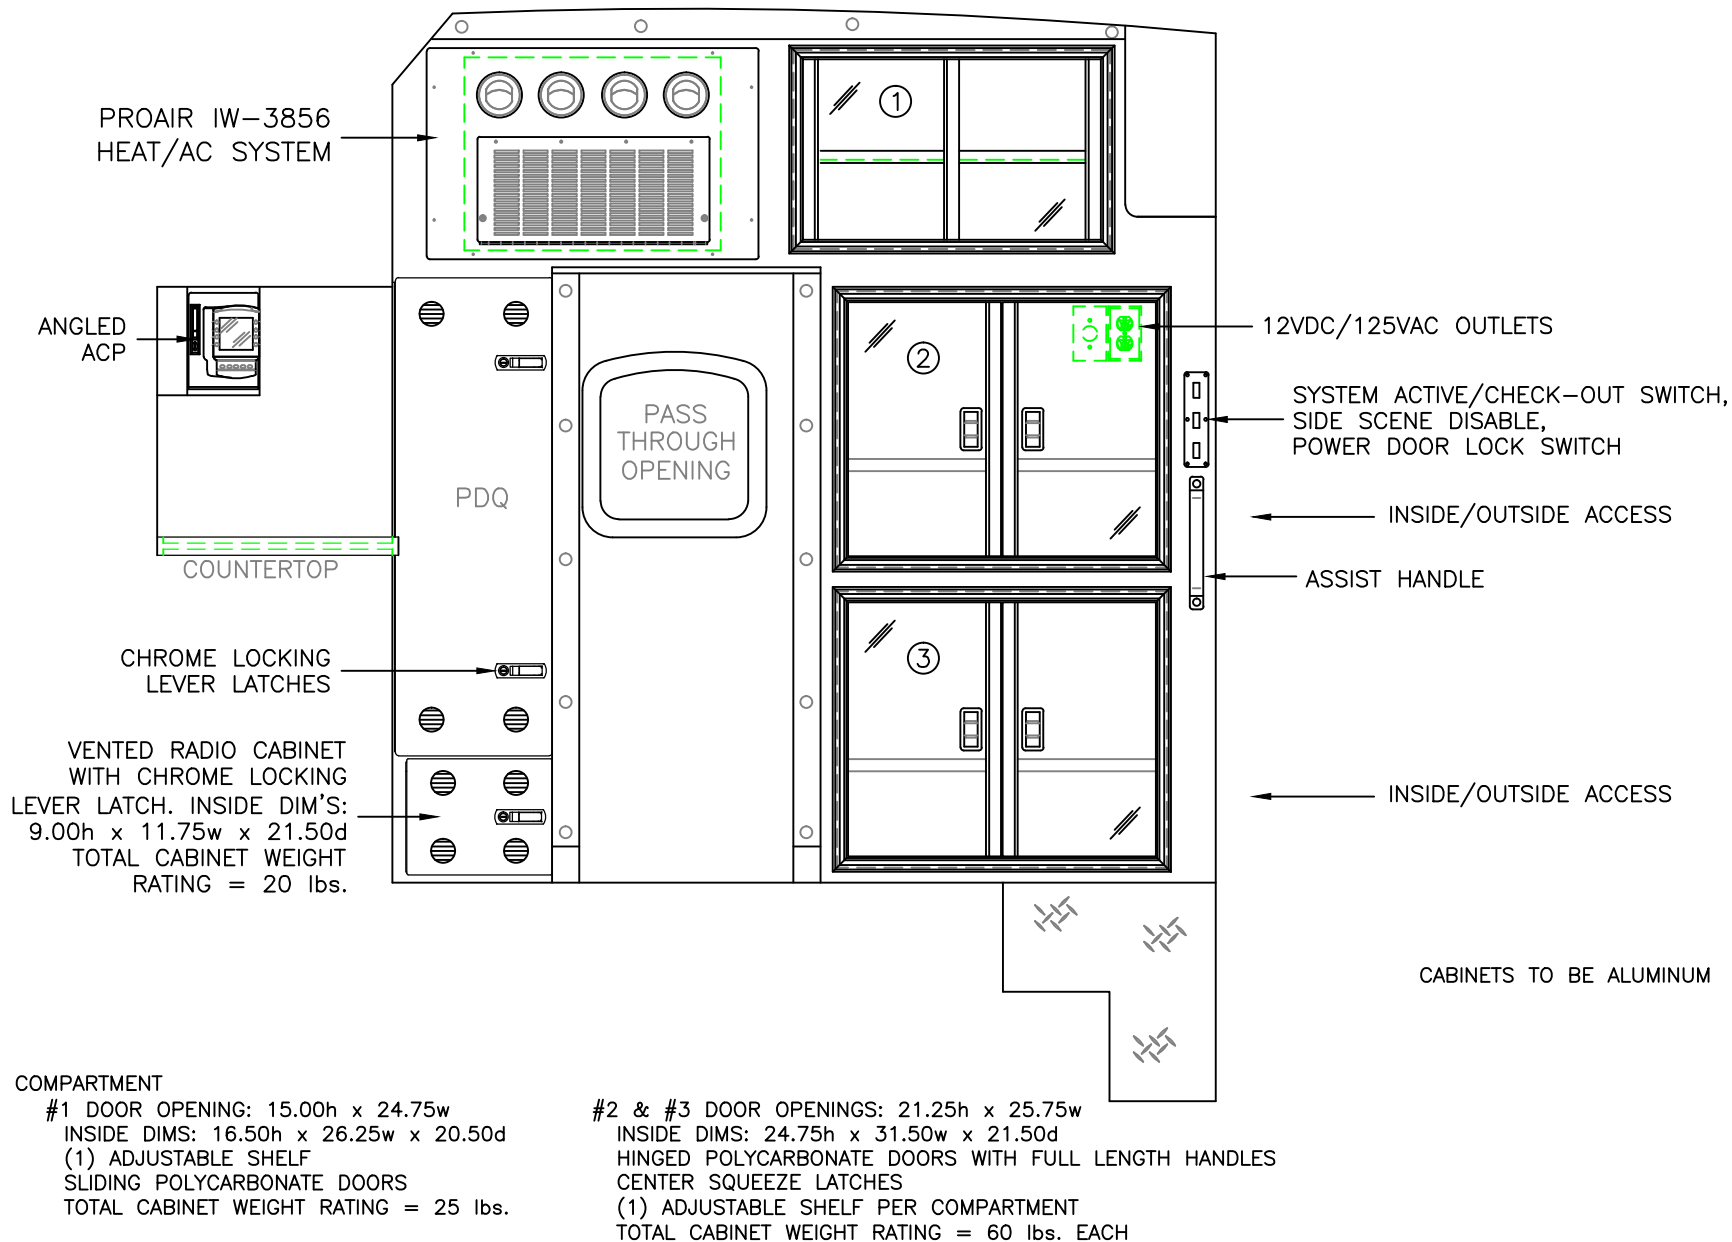 PROAIR IW-3856
HEAT/AC SYSTEM
1
ANGLED
ACP
2
12VDC/125VAC OUTLETS
SYSTEM ACTIVE/CHECK-OUT SWITCH,
SIDE SCENE DISABLE,
POWER DOOR LOCK SWITCH
PASS
THROUGH
OPENING
PDQ
INSIDE/OUTSIDE ACCESS
COUNTERTOP
ASSIST HANDLE
CHROME LOCKING
LEVER LATCHES
3
VENTED RADIO CABINET
WITH CHROME LOCKING
LEVER LATCH. INSIDE DIM'S:
9.00h x 11.75w x 21.50d
TOTAL CABINET WEIGHT
RATING = 20 lbs.
INSIDE/OUTSIDE ACCESS
CABINETS TO BE ALUMINUM
COMPARTMENT
#1 DOOR OPENING: 15.00h x 24.75w
INSIDE DIMS: 16.50h x 26.25w x 20.50d
(1) ADJUSTABLE SHELF
SLIDING POLYCARBONATE DOORS
TOTAL CABINET WEIGHT RATING = 25 lbs.
#2 & #3 DOOR OPENINGS: 21.25h x 25.75w
INSIDE DIMS: 24.75h x 31.50w x 21.50d
HINGED POLYCARBONATE DOORS WITH FULL LENGTH HANDLES
CENTER SQUEEZE LATCHES
(1) ADJUSTABLE SHELF PER COMPARTMENT
TOTAL CABINET WEIGHT RATING = 60 lbs. EACH